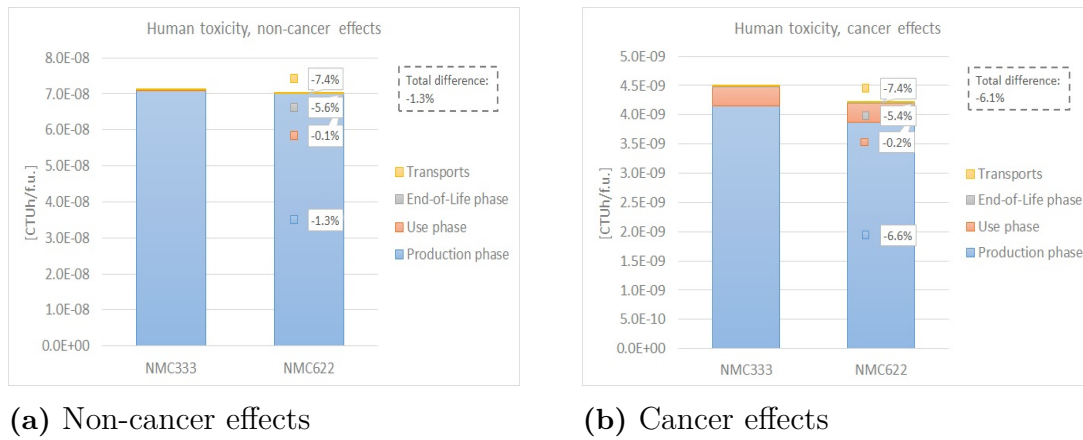 Human toxicity, non-cancer effects
8.0E-08
7.0E-08
6.0E-08
5.0E-08
4.0E-08
3.0E-08
2.0E-08
1.0E-08
0.0E+00
[CTUh/f.u.]
-7.4%
-5.6%
-0.1%
-1.3%
NMC333
NMC622
Total difference:
-1.3%
Transports
End-of-Life phase
Use phase
Production phase
(a) Non-cancer effects
Human toxicity, cancer effects
5.0E-09
4.5E-09
4.0E-09
3.5E-09
3.0E-09
2.5E-09
2.0E-09
1.5E-09
1.0E-09
5.0E-10
0.0E+00
[CTUh/f.u.]
-7.4%
-5.4%
-0.2%
-6.6%
NMC333
NMC622
Total difference:
-6.1%
Transports
End-of-Life phase
Use phase
Production phase
(b) Cancer effects